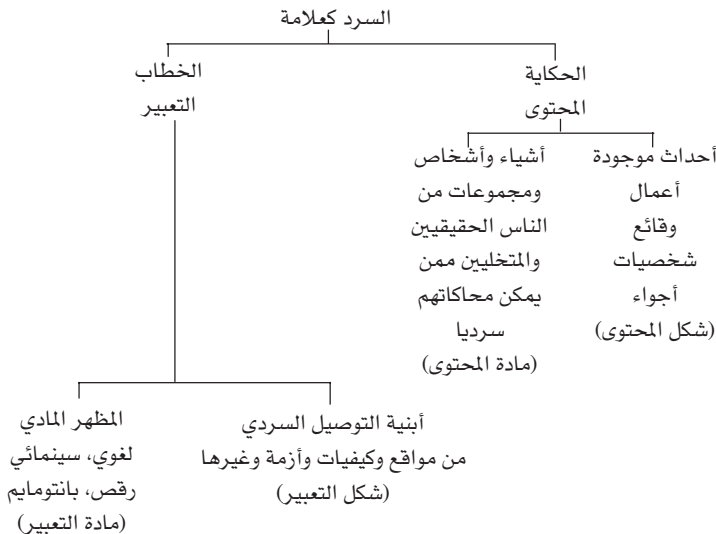 السرد كعلامة
الحكاية
المحتوى
الخطاب
التعبير
أحداث موجودة
أعمال
وقائع
شخصيات
أجواء
(شكل المحتوى)
أشياء وأشخاص
ومجموعات من
الناس الحقيقيين
والمتخليين ممن
يمكن محاكاتهم
سرديا
(مادة المحتوى)
أبنية التوصيل السردي
من مواقع وكيفيات وأزمة وغيرها
(شكل التعبير)
المظهر المادي
لغوي، سينمائي
رقص، بانتومايم
(مادة التعبير)